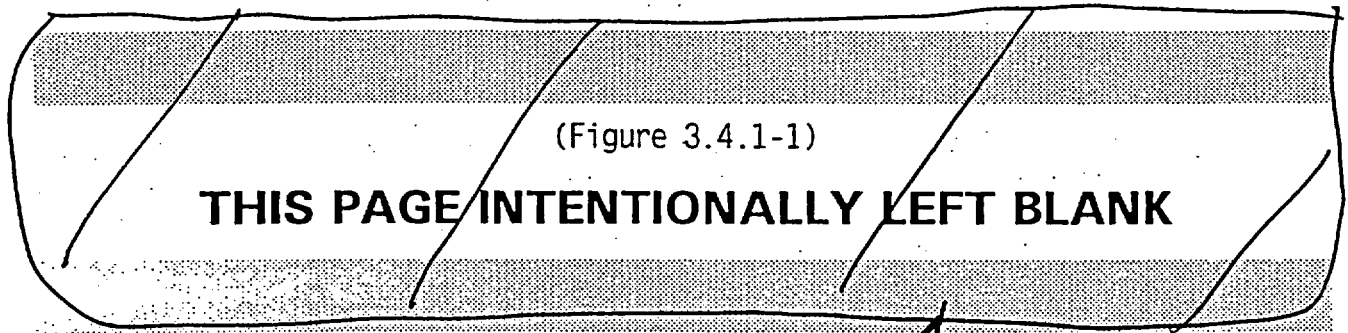 (Figure 3.4.1-1)
THIS PAGE INTENTIONALLY LEFT BLANK